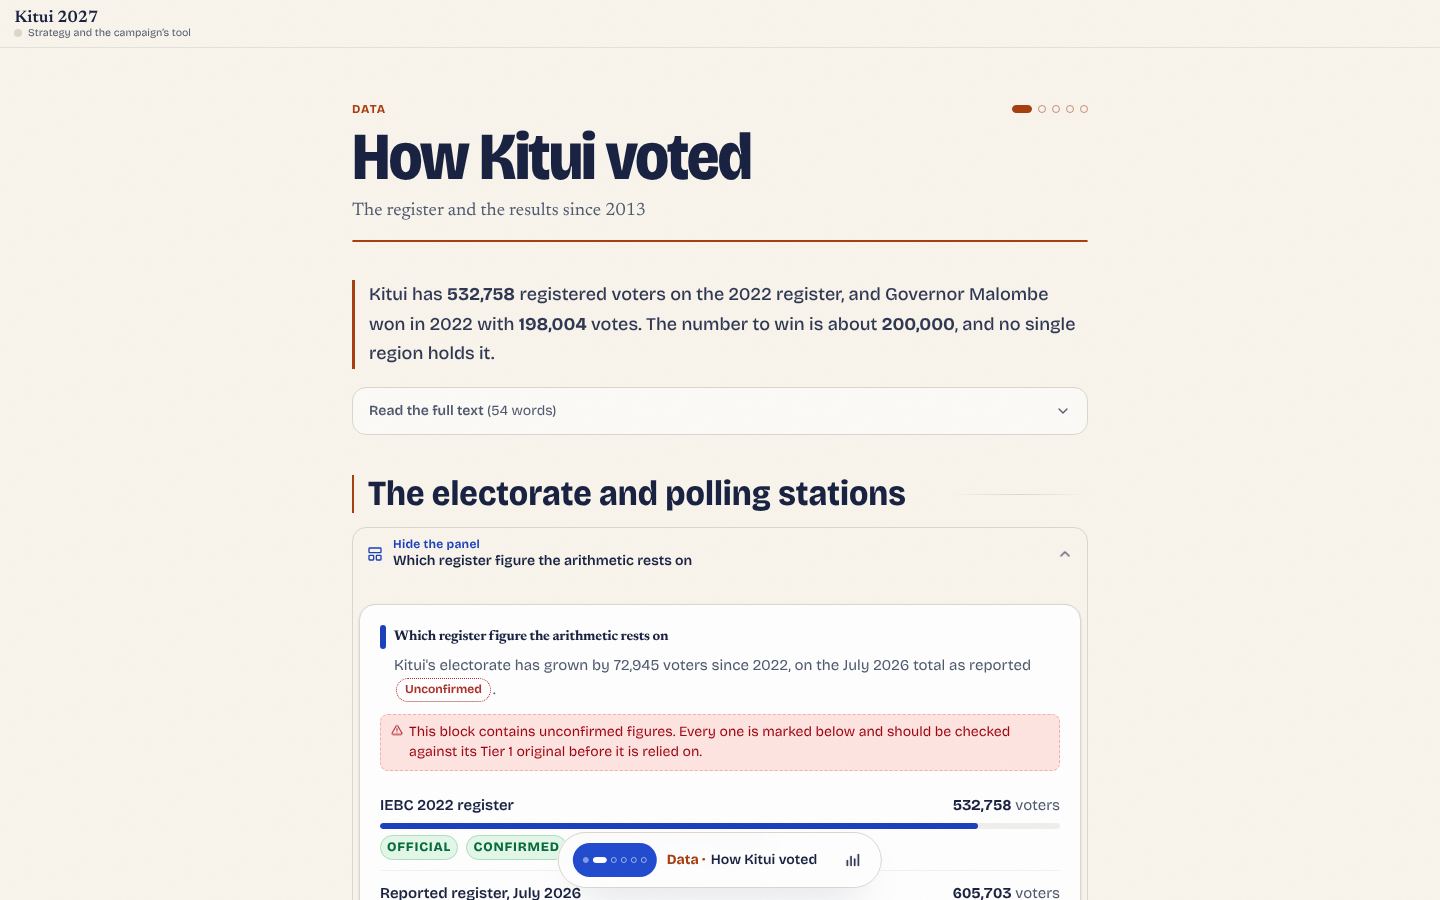 Kitui 2027
Strategy and the campaign's tool
DATA
How Kitui voted
The register and the results since 2013
Kitui has 532,758 registered voters on the 2022 register, and Governor Malombe
won in 2022 with 198,004 votes. The number to win is about 200,000, and no single
region holds it.
Read the full text (54 words)
The electorate and polling stations
Hide the panel
Which register figure the arithmetic rests on
Which register figure the arithmetic rests on
Kitui's electorate has grown by 72,945 voters since 2022, on the July 2026 total as reported
Unconfirmed .
This block contains unconfirmed figures. Every one is marked below and should be checked
against its Tier 1 original before it is relied on.
IEBC 2022 register 532,758 voters
OFFICIAL CONFIRMED
Data · How Kitui voted
Reported register, July 2026 605,703 voters